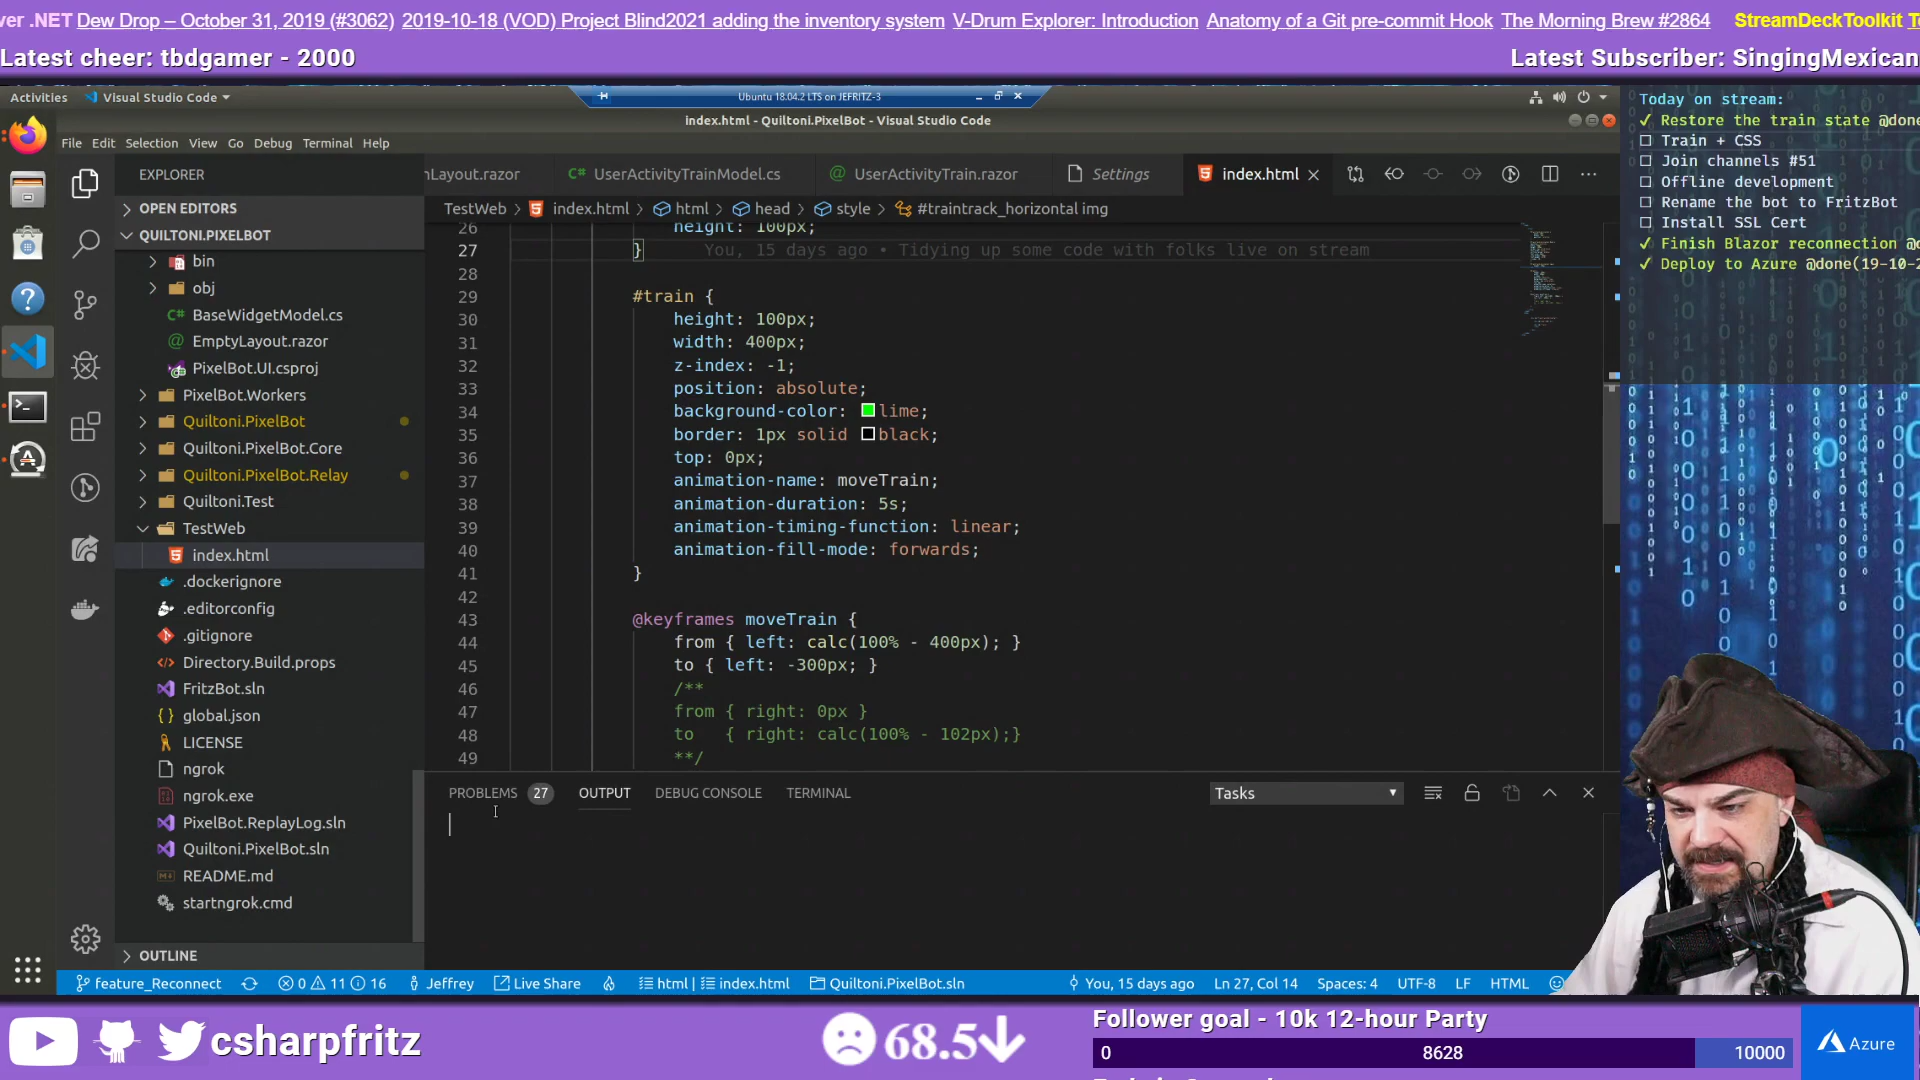 ver .NET Dew Drop – October 31, 2019 (#3062) 2019-10-18 (VOD) Project Blind2021 adding the inventory system V-Drum Explorer: Introduction Anatomy of a Git pre-commit Hook The Morning Brew #2864 StreamDeckToolkit
Latest cheer: tbdgamer - 2000
Latest Subscriber: SingingMexican
Activities
Visual Studio Code
Ubuntu 18.04.2 LTS on JEFRITZ-3
index.html - Quiltoni.PixelBot - Visual Studio Code
File Edit Selection View Go Debug Terminal Help
EXPLORER
nLayout.razor
UserActivityTrainModel.cs
UserActivityTrain.razor
Settings
index.html
OPEN EDITORS
QUILTONI.PIXELBOT
TestWeb > index.html > html > head > style > #traintrack_horizontal img
bin
obj
BaseWidgetModel.cs
EmptyLayout.razor
PixelBot.UI.csproj
PixelBot.Workers
Quiltoni.PixelBot
Quiltoni.PixelBot.Core
Quiltoni.PixelBot.Relay
Quiltoni.Test
TestWeb
index.html
.dockerignore
.editorconfig
.gitignore
Directory.Build.props
FritzBot.sln
global.json
LICENSE
ngrok
ngrok.exe
PixelBot.ReplayLog.sln
Quiltoni.PixelBot.sln
README.md
startngrok.cmd
OUTLINE
26 height: 100px;
27 } You, 15 days ago • Tidying up some code with folks live on stream
28
29 #train {
30 height: 100px;
31 width: 400px;
32 z-index: -1;
33 position: absolute;
34 background-color: lime;
35 border: 1px solid black;
36 top: 0px;
37 animation-name: moveTrain;
38 animation-duration: 5s;
39 animation-timing-function: linear;
40 animation-fill-mode: forwards;
41 }
42
43 @keyframes moveTrain {
44 from { left: calc(100% - 400px); }
45 to { left: -300px; }
46 /**
47 from { right: 0px }
48 to { right: calc(100% - 102px);}
49 **/
PROBLEMS 27 OUTPUT DEBUG CONSOLE TERMINAL
Tasks
feature_Reconnect 0 11 16 Jeffrey Live Share html | index.html Quiltoni.PixelBot.sln You, 15 days ago Ln 27, Col 14 Spaces: 4 UTF-8 LF HTML
Today on stream:
✓ Restore the train state @done
☐ Train + CSS
☐ Join channels #51
☐ Offline development
☐ Rename the bot to FritzBot
☐ Install SSL Cert
✓ Finish Blazor reconnection @d
✓ Deploy to Azure @done(19-10-2
csharpfritz
68.5
Follower goal - 10k 12-hour Party
0 8628 10000
Azure